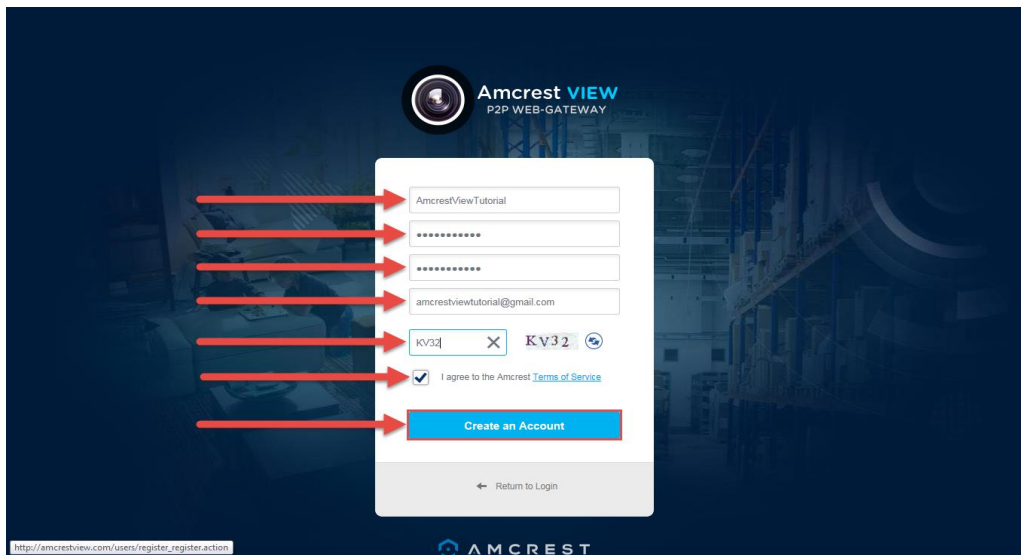 Amcrest VIEW
P2P WEB-GATEWAY
AmcrestViewTutorial
•••••••••••
•••••••••••
amcrestviewtutorial@gmail.com
KV32 KV32
I agree to the Amcrest Terms of Service
Create an Account
Return to Login
http://amcrestview.com/users/register_register.action
AMCREST